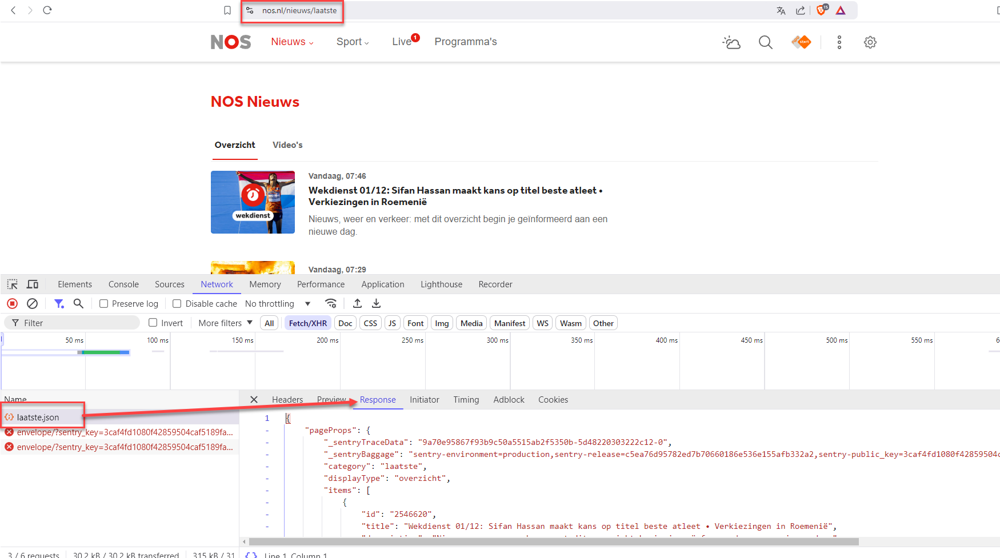 nos.nl/nieuws/laatste
15
NOS
Nieuws
Sport
Live
1
Programma's
npo start
NOS Nieuws
Overzicht
Video's
HASSAN
wekdienst
Vandaag, 07:46
Wekdienst 01/12: Sifan Hassan maakt kans op titel beste atleet •
Verkiezingen in Roemenië
Nieuws, weer en verkeer: met dit overzicht begin je geïnformeerd aan een
nieuwe dag.
Vandaag, 07:29
Elements Console Sources Network Memory Performance Application Lighthouse Recorder
Preserve log Disable cache No throttling
Filter Invert More filters All Fetch/XHR Doc CSS JS Font Img Media Manifest WS Wasm Other
50 ms 100 ms 150 ms 200 ms 250 ms 300 ms 350 ms 400 ms 450 ms 500 ms 550 ms 6
Name
Headers Preview Response Initiator Timing Adblock Cookies
laatste.json
envelope/?sentry_key=3caf4fd1080f42859504caf5189fa...
envelope/?sentry_key=3caf4fd1080f42859504caf5189fa...
1 {
- "pageProps": {
- "_sentryTraceData": "9a70e95867f93b9c50a5515ab2f5350b-5d48220303222c12-0",
- "_sentryBaggage": "sentry-environment=production,sentry-release=c5ea76d95782ed7b70660186e536e155afb332a2,sentry-public_key=3caf4fd1080f42859504c
- "category": "laatste",
- "displayType": "overzicht",
- "items": [
- {
- "id": "2546620",
- "title": "Wekdienst 01/12: Sifan Hassan maakt kans op titel beste atleet • Verkiezingen in Roemenië",
3 / 6 requests 30.2 kB / 30.2 kB transferred 315 kB / 31
{ } Line 1, Column 1